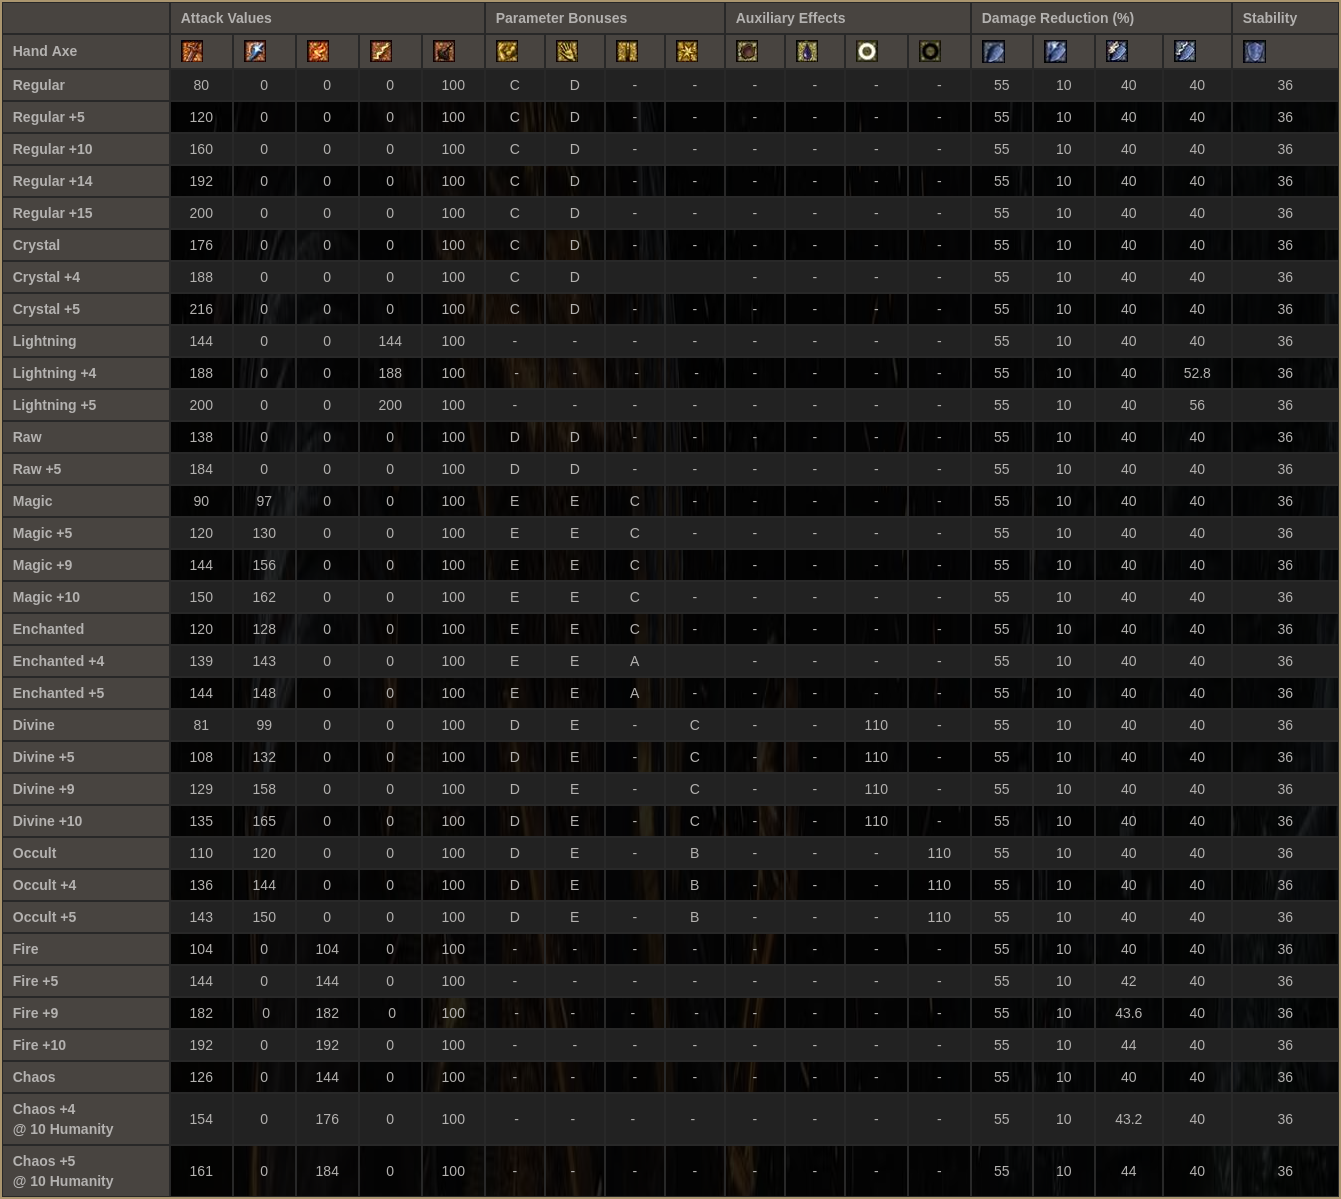 Attack Values Parameter Bonuses Auxiliary Effects Damage Reduction (%) Stability
Hand Axe
Regular 80 0 0 0 100 C D - - - - - - 55 10 40 40 36
Regular +5 120 0 0 0 100 C D - - - - - - 55 10 40 40 36
Regular +10 160 0 0 0 100 C D - - - - - - 55 10 40 40 36
Regular +14 192 0 0 0 100 C D - - - - - - 55 10 40 40 36
Regular +15 200 0 0 0 100 C D - - - - - - 55 10 40 40 36
Crystal 176 0 0 0 100 C D - - - - - - 55 10 40 40 36
Crystal +4 188 0 0 0 100 C D - - - - 55 10 40 40 36
Crystal +5 216 0 0 0 100 C D - - - - - - 55 10 40 40 36
Lightning 144 0 0 144 100 - - - - - - - - 55 10 40 40 36
Lightning +4 188 0 0 188 100 - - - - - - - - 55 10 40 52.8 36
Lightning +5 200 0 0 200 100 - - - - - - - - 55 10 40 56 36
Raw 138 0 0 0 100 D D - - - - - - 55 10 40 40 36
Raw +5 184 0 0 0 100 D D - - - - - - 55 10 40 40 36
Magic 90 97 0 0 100 E E C - - - - - 55 10 40 40 36
Magic +5 120 130 0 0 100 E E C - - - - - 55 10 40 40 36
Magic +9 144 156 0 0 100 E E C - - - - 55 10 40 40 36
Magic +10 150 162 0 0 100 E E C - - - - - 55 10 40 40 36
Enchanted 120 128 0 0 100 E E C - - - - - 55 10 40 40 36
Enchanted +4 139 143 0 0 100 E E A - - - - 55 10 40 40 36
Enchanted +5 144 148 0 0 100 E E A - - - - - 55 10 40 40 36
Divine 81 99 0 0 100 D E - C - - 110 - 55 10 40 40 36
Divine +5 108 132 0 0 100 D E - C - - 110 - 55 10 40 40 36
Divine +9 129 158 0 0 100 D E - C - - 110 - 55 10 40 40 36
Divine +10 135 165 0 0 100 D E - C - - 110 - 55 10 40 40 36
Occult 110 120 0 0 100 D E - B - - - 110 55 10 40 40 36
Occult +4 136 144 0 0 100 D E B - - - 110 55 10 40 40 36
Occult +5 143 150 0 0 100 D E - B - - - 110 55 10 40 40 36
Fire 104 0 104 0 100 - - - - - - - - 55 10 40 40 36
Fire +5 144 0 144 0 100 - - - - - - - - 55 10 42 40 36
Fire +9 182 0 182 0 100 - - - - - - - - 55 10 43.6 40 36
Fire +10 192 0 192 0 100 - - - - - - - - 55 10 44 40 36
Chaos 126 0 144 0 100 - - - - - - - - 55 10 40 40 36
Chaos +4
@ 10 Humanity 154 0 176 0 100 - - - - - - - - 55 10 43.2 40 36
Chaos +5
@ 10 Humanity 161 0 184 0 100 - - - - - - - - 55 10 44 40 36